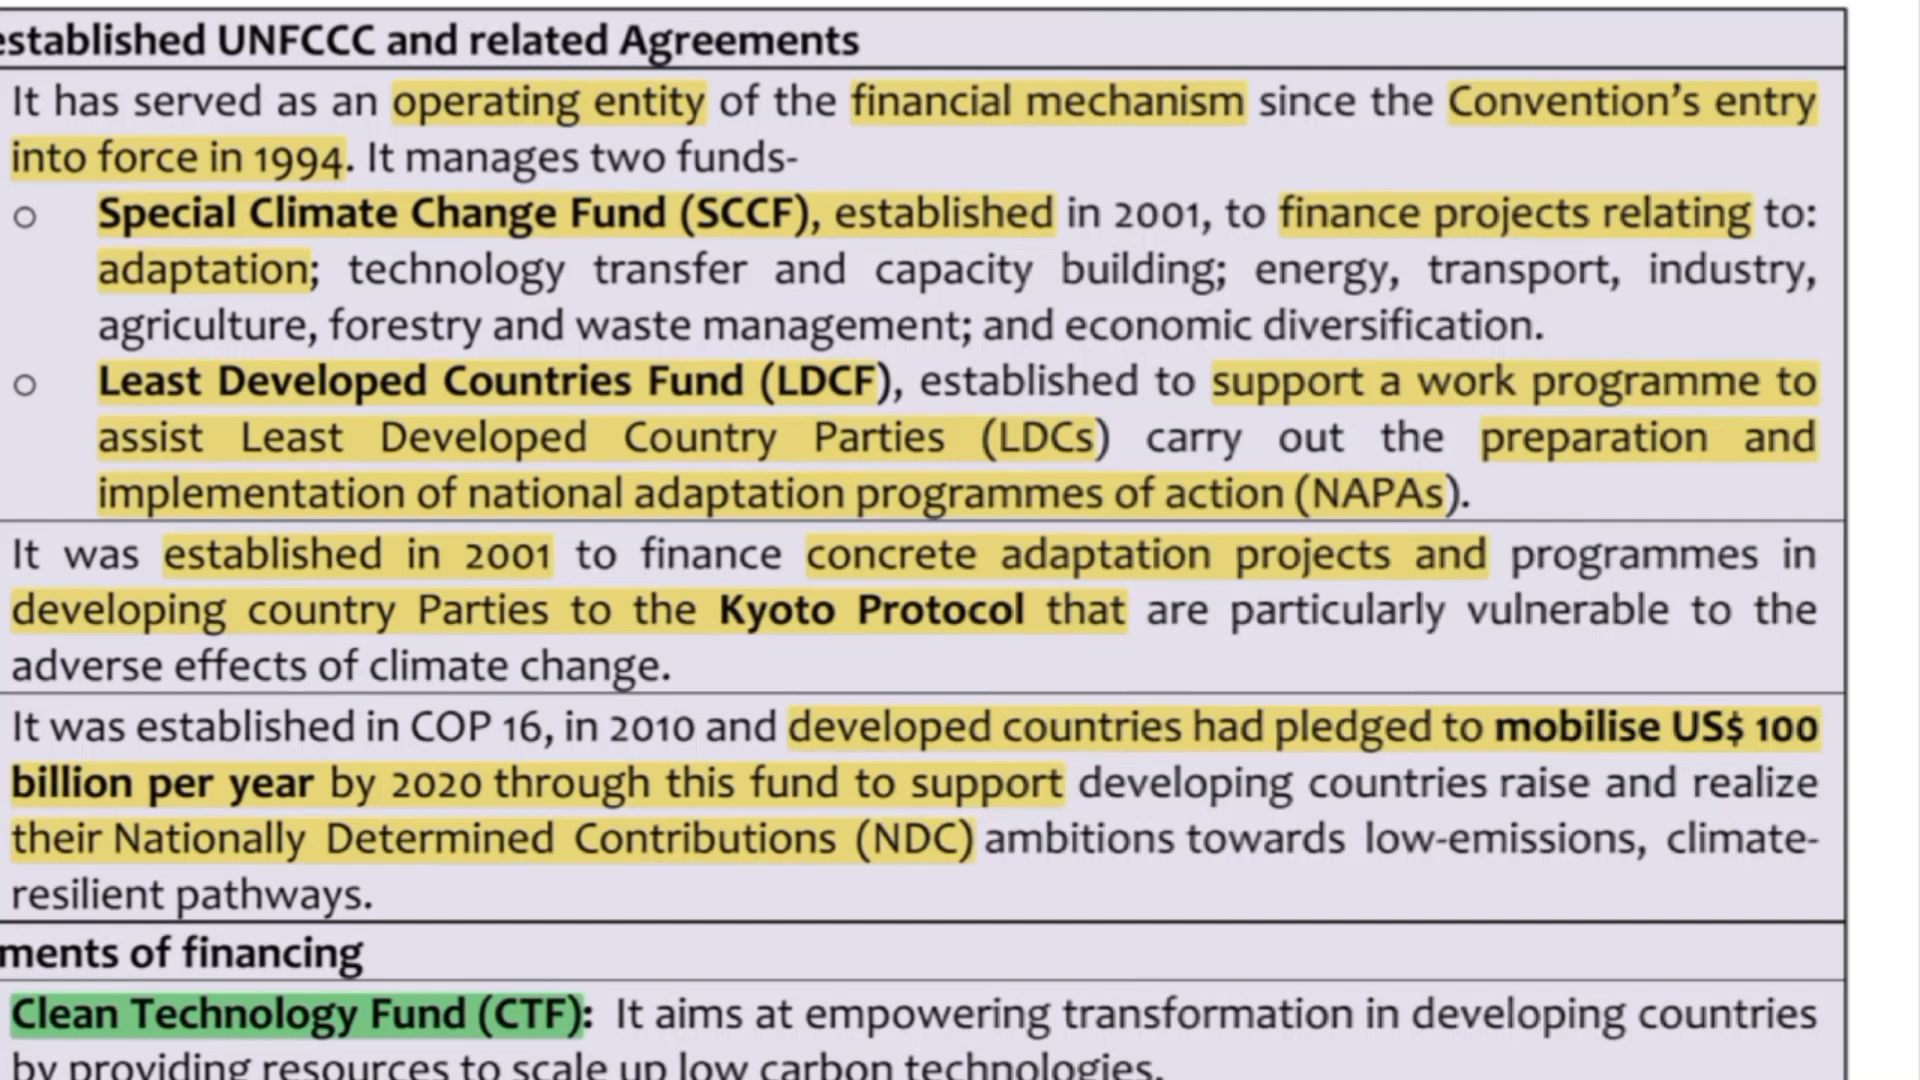 established UNFCCC and related Agreements
It has served as an operating entity of the financial mechanism since the Convention’s entry
into force in 1994. It manages two funds-
○ Special Climate Change Fund (SCCF), established in 2001, to finance projects relating to:
adaptation; technology transfer and capacity building; energy, transport, industry,
agriculture, forestry and waste management; and economic diversification.
○ Least Developed Countries Fund (LDCF), established to support a work programme to
assist Least Developed Country Parties (LDCs) carry out the preparation and
implementation of national adaptation programmes of action (NAPAs).
It was established in 2001 to finance concrete adaptation projects and programmes in
developing country Parties to the Kyoto Protocol that are particularly vulnerable to the
adverse effects of climate change.
It was established in COP 16, in 2010 and developed countries had pledged to mobilise US$ 100
billion per year by 2020 through this fund to support developing countries raise and realize
their Nationally Determined Contributions (NDC) ambitions towards low-emissions, climate-
resilient pathways.
ments of financing
Clean Technology Fund (CTF): It aims at empowering transformation in developing countries
by providing resources to scale up low carbon technologies.